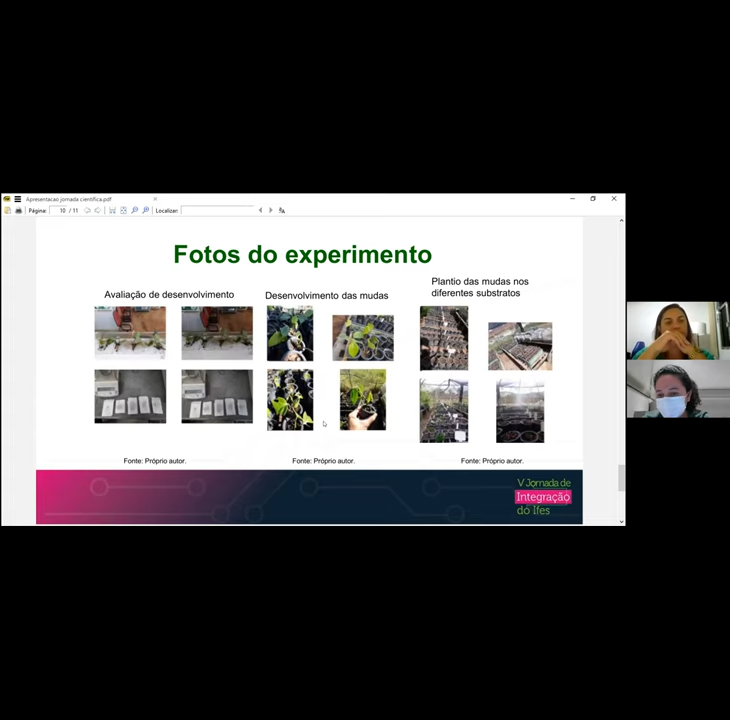 Apresentacao jornada cientifica.pdf
Página: 10 / 11 Localizar:
Fotos do experimento
Avaliação de desenvolvimento
Desenvolvimento das mudas
Plantio das mudas nos
diferentes substratos
Fonte: Próprio autor.
Fonte: Próprio autor.
Fonte: Próprio autor.
V Jornada de
Integração
do Ifes